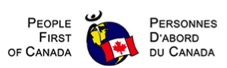 PEOPLE
FIRST
OF CANADA
PERSONNES
D'ABORD
DU CANADA